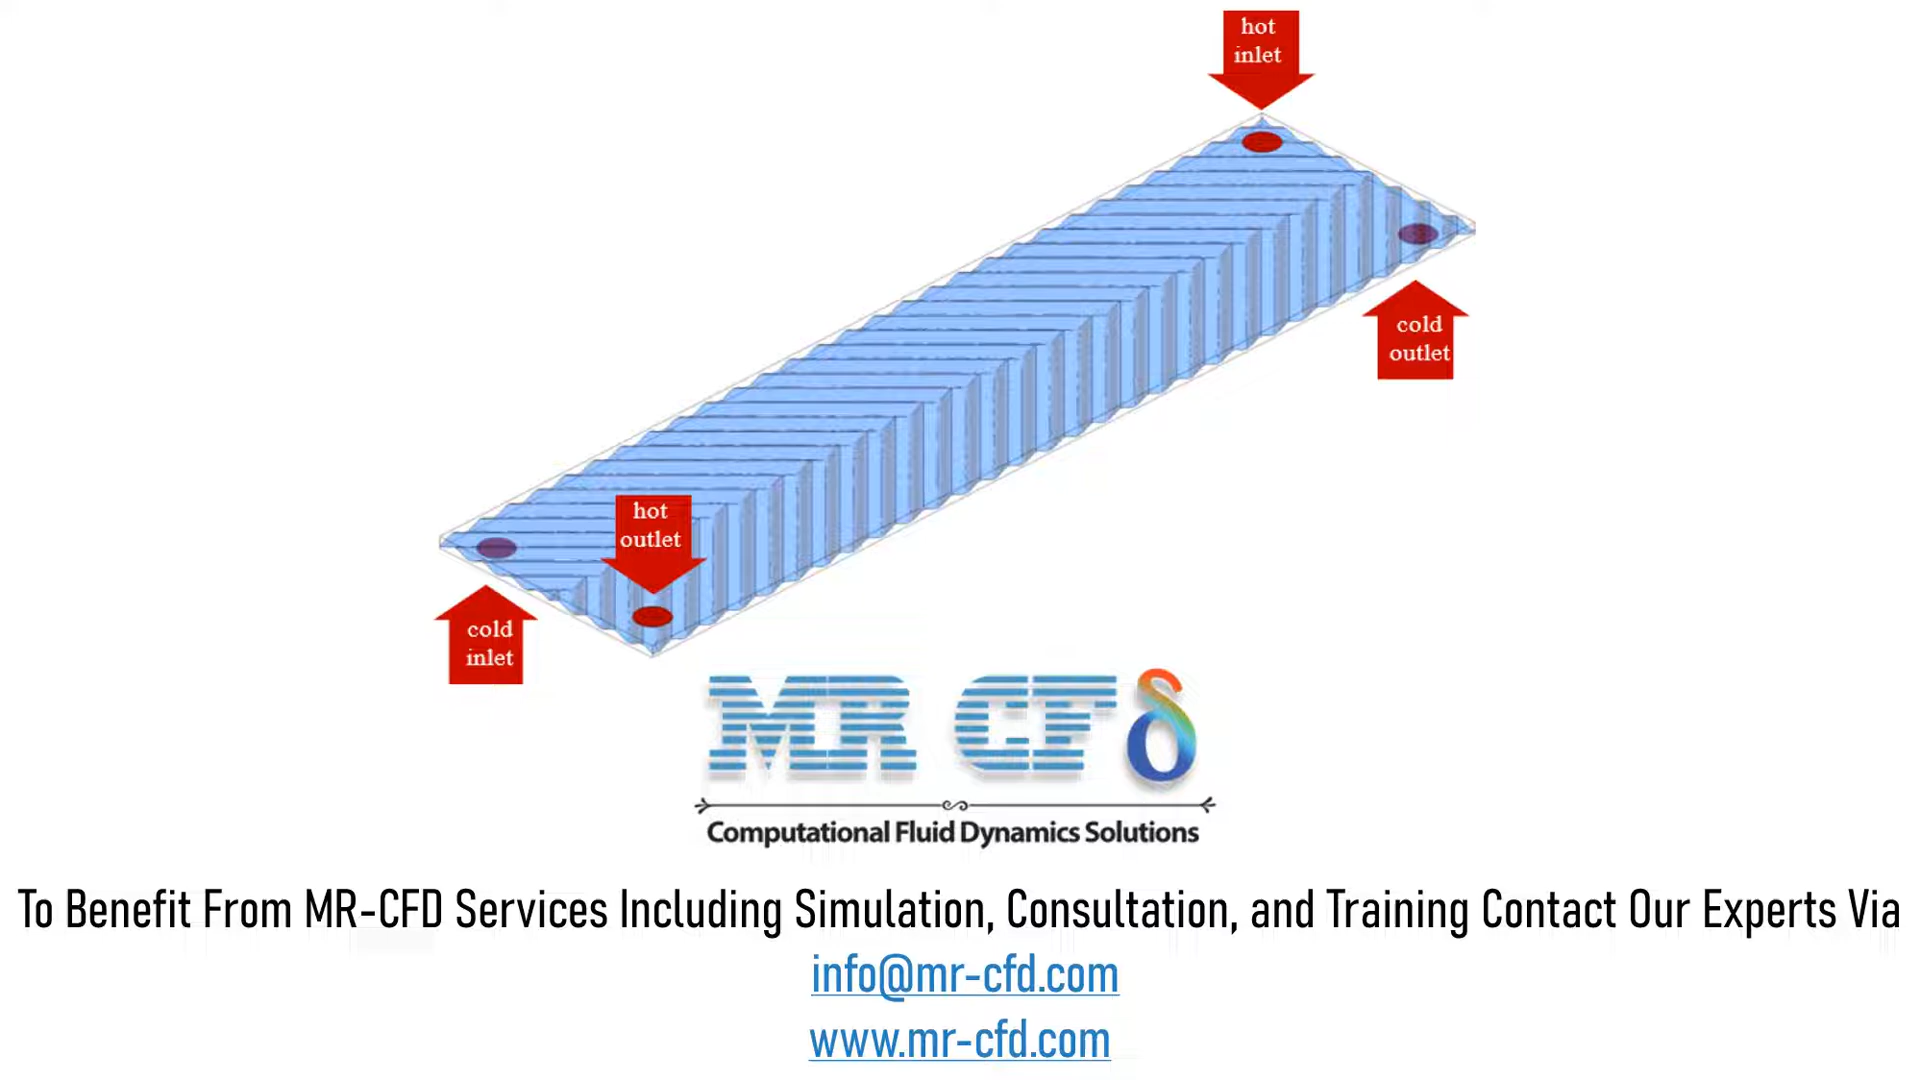 hot
inlet
cold
outlet
hot
outlet
cold
inlet
MR CFδ
Computational Fluid Dynamics Solutions
To Benefit From MR-CFD Services Including Simulation, Consultation, and Training Contact Our Experts Via
info@mr-cfd.com
www.mr-cfd.com